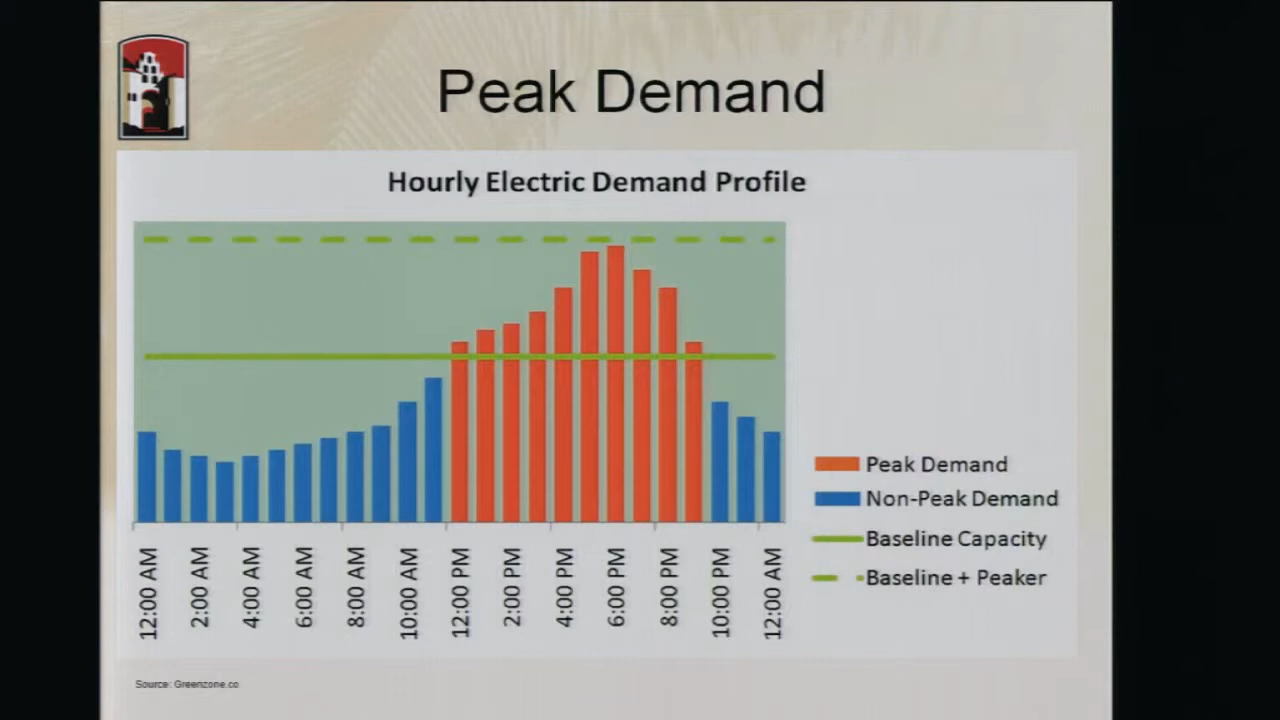 Peak Demand
Hourly Electric Demand Profile
Peak Demand
Non-Peak Demand
Baseline Capacity
Baseline + Peaker
12:00 AM
2:00 AM
4:00 AM
6:00 AM
8:00 AM
10:00 AM
12:00 PM
2:00 PM
4:00 PM
6:00 PM
8:00 PM
10:00 PM
12:00 AM
Source: Greenzone.co